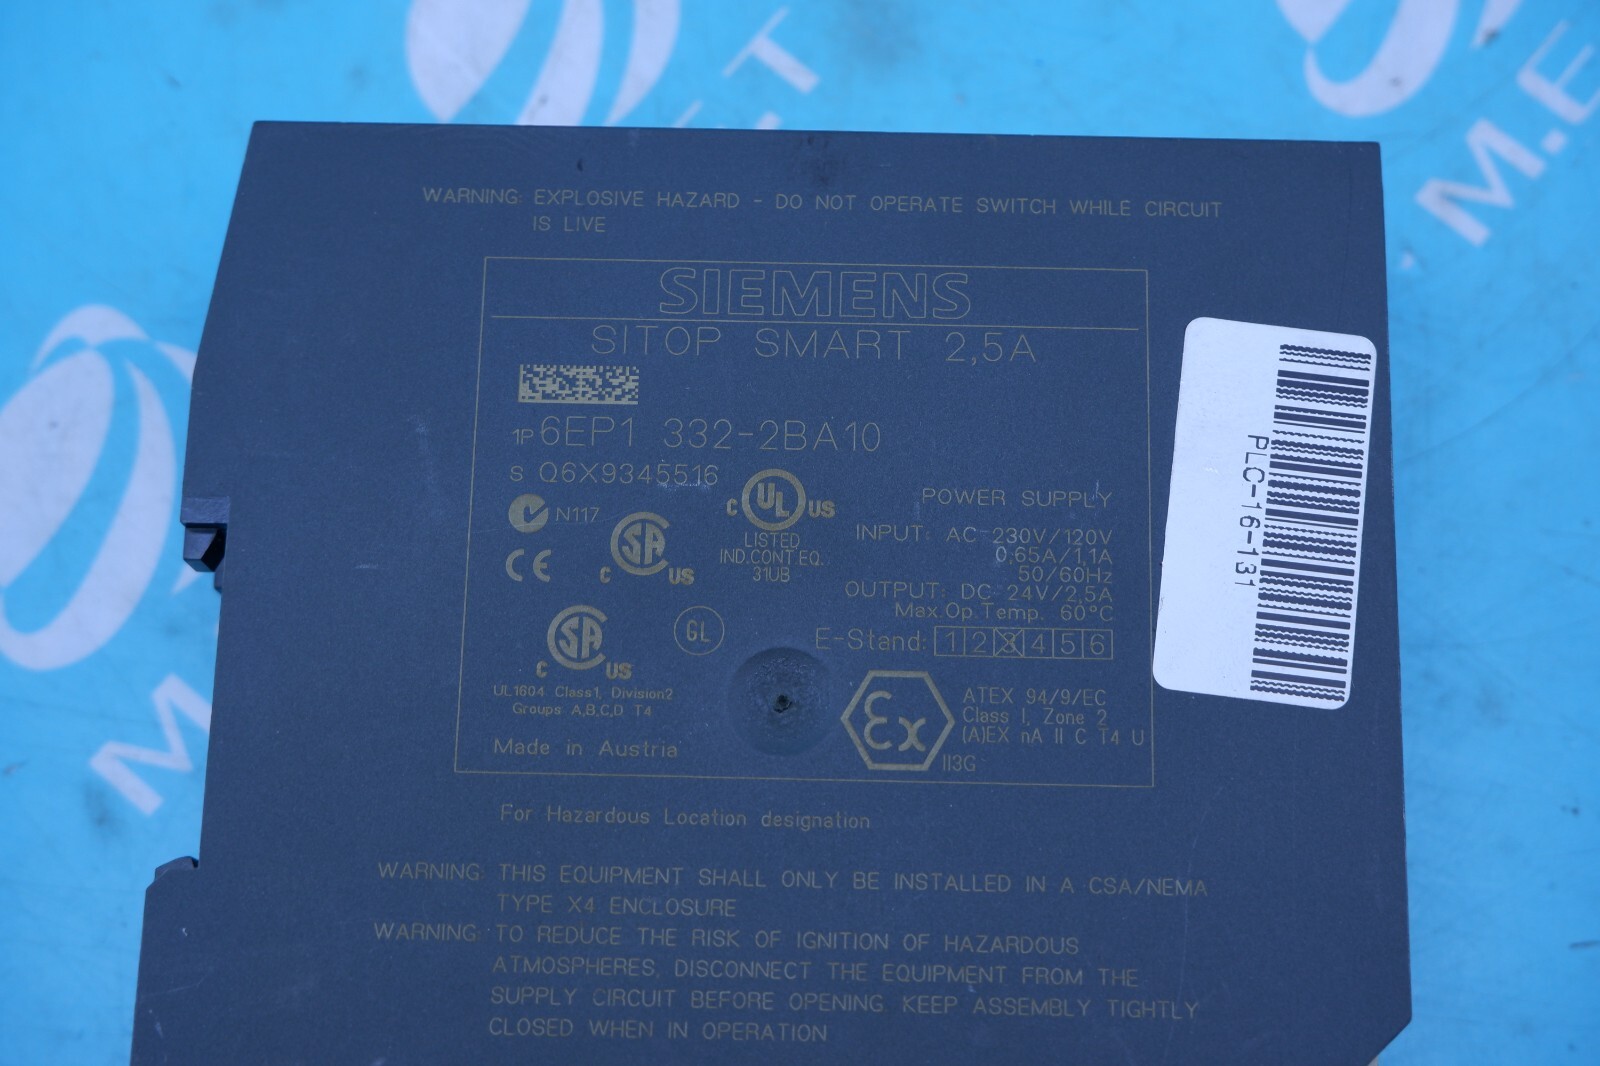 M.E.T
M.E
WARNING: EXPLOSIVE HAZARD - DO NOT OPERATE SWITCH WHILE CIRCUIT
IS LIVE
SIEMENS
SITOP SMART 2,5A
1P 6EP1 332-2BA10
S Q6X9345516
N117
CE
C SA US
C UL US
LISTED
IND.CONT.EQ.
31UB
POWER SUPPLY
INPUT: AC 230V/120V
0,65A/1,1A
50/60Hz
OUTPUT: DC 24V/2,5A
Max.Op.Temp. 60°C
E-Stand: 1 2 3 4 5 6
C SA US
GL
UL1604 Class1, Division2
Groups A,B,C,D T4
Made in Austria
Ex
II3G
ATEX 94/9/EC
Class I, Zone 2
(A)EX nA II C T4 U
PLC-16-131
For Hazardous Location designation
WARNING: THIS EQUIPMENT SHALL ONLY BE INSTALLED IN A CSA/NEMA
TYPE X4 ENCLOSURE
WARNING: TO REDUCE THE RISK OF IGNITION OF HAZARDOUS
ATMOSPHERES, DISCONNECT THE EQUIPMENT FROM THE
SUPPLY CIRCUIT BEFORE OPENING. KEEP ASSEMBLY TIGHTLY
CLOSED WHEN IN OPERATION
M